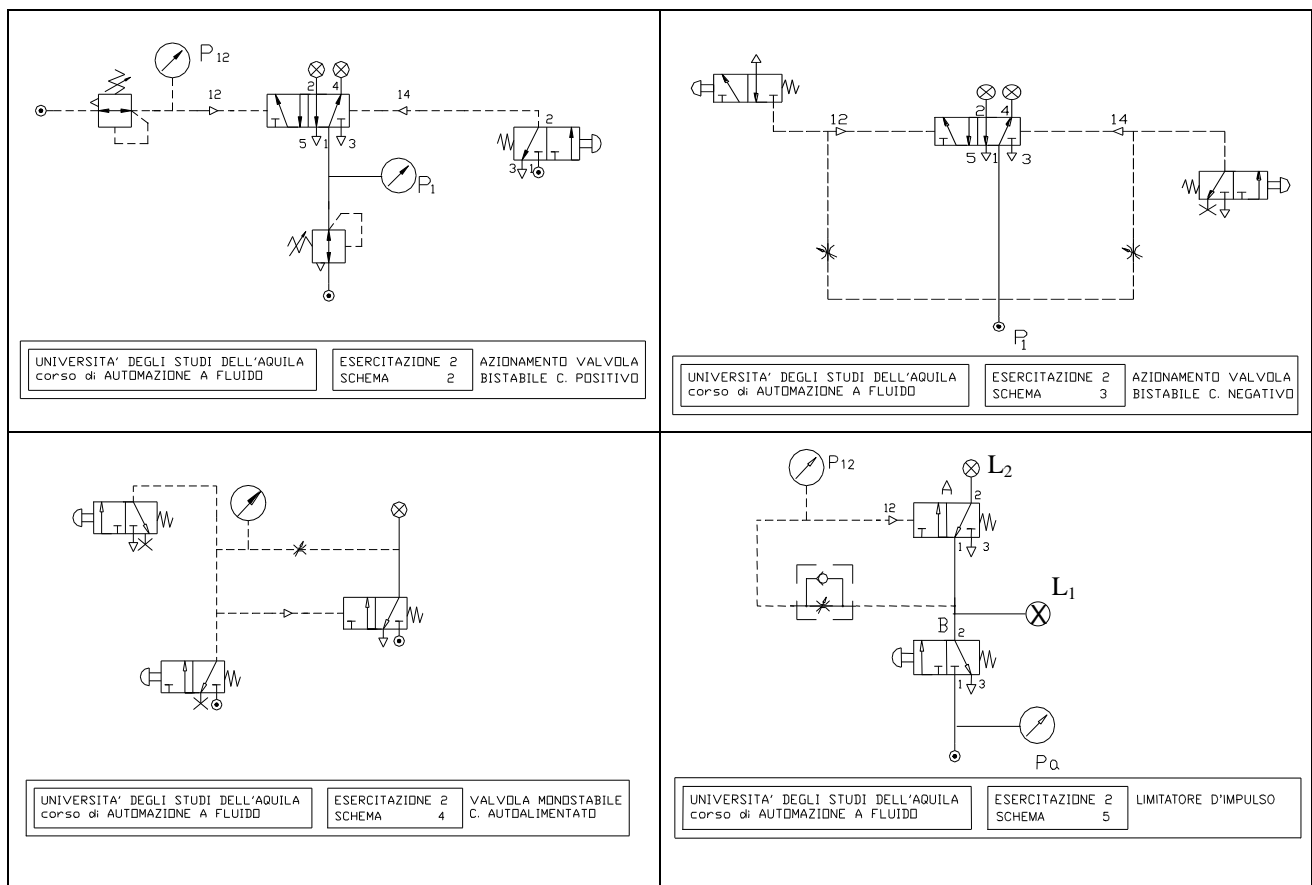 P12
2 4
12
14
5 1 3
2
3 1
P1
UNIVERSITA' DEGLI STUDI DELL'AQUILA
corso di AUTOMAZIONE A FLUIDO
ESERCITAZIONE 2
SCHEMA 2
AZIONAMENTO VALVOLA
BISTABILE C. POSITIVO
2 4
12
14
5 1 3
P1
UNIVERSITA' DEGLI STUDI DELL'AQUILA
corso di AUTOMAZIONE A FLUIDO
ESERCITAZIONE 2
SCHEMA 3
AZIONAMENTO VALVOLA
BISTABILE C. NEGATIVO
UNIVERSITA' DEGLI STUDI DELL'AQUILA
corso di AUTOMAZIONE A FLUIDO
ESERCITAZIONE 2
SCHEMA 4
VALVOLA MONOSTABILE
C. AUTOALIMENTATO
P12
L2
A
2
12
1 3
L1
B
2
1 3
Pa
UNIVERSITA' DEGLI STUDI DELL'AQUILA
corso di AUTOMAZIONE A FLUIDO
ESERCITAZIONE 2
SCHEMA 5
LIMITATORE D'IMPULSO